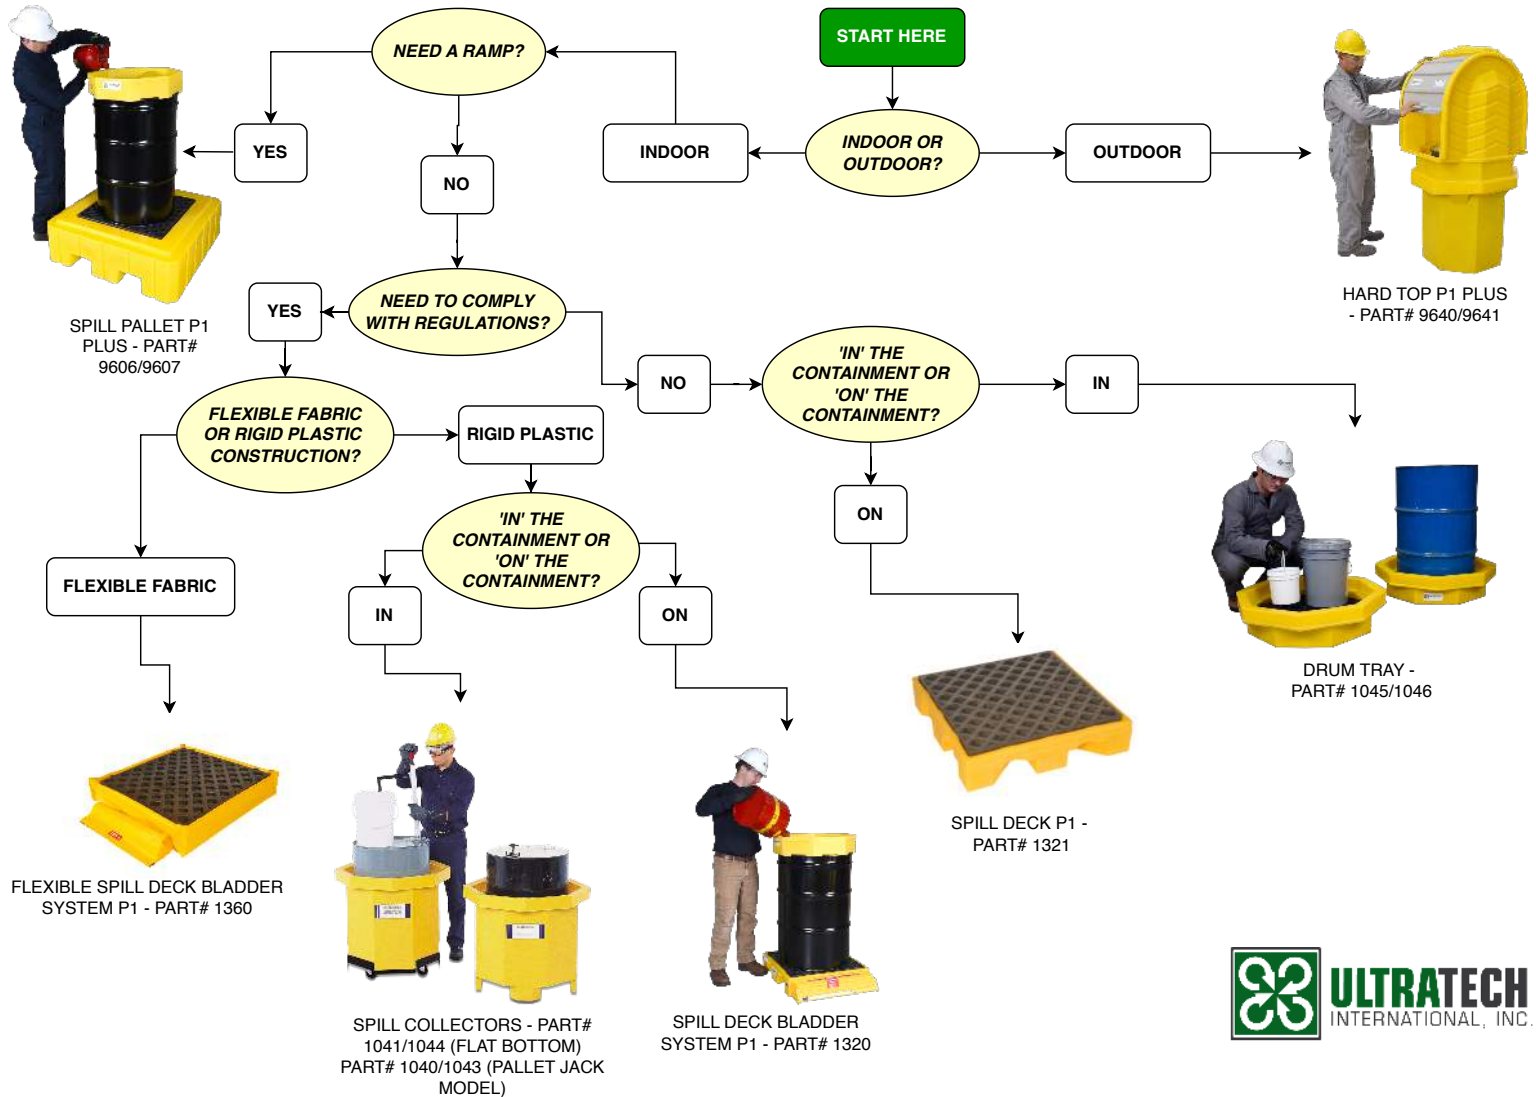 START HERE
INDOOR OR
OUTDOOR?
OUTDOOR
HARD TOP P1 PLUS
- PART# 9640/9641
INDOOR
NEED A RAMP?
YES
SPILL PALLET P1
PLUS - PART#
9606/9607
NO
NEED TO COMPLY
WITH REGULATIONS?
YES
NO
'IN' THE
CONTAINMENT OR
'ON' THE
CONTAINMENT?
IN
DRUM TRAY -
PART# 1045/1046
ON
SPILL DECK P1 -
PART# 1321
FLEXIBLE FABRIC
OR RIGID PLASTIC
CONSTRUCTION?
RIGID PLASTIC
'IN' THE
CONTAINMENT OR
'ON' THE
CONTAINMENT?
FLEXIBLE FABRIC
IN
ON
FLEXIBLE SPILL DECK BLADDER
SYSTEM P1 - PART# 1360
SPILL COLLECTORS - PART#
1041/1044 (FLAT BOTTOM)
PART# 1040/1043 (PALLET JACK
MODEL)
SPILL DECK BLADDER
SYSTEM P1 - PART# 1320
ULTRATECH
INTERNATIONAL, INC.